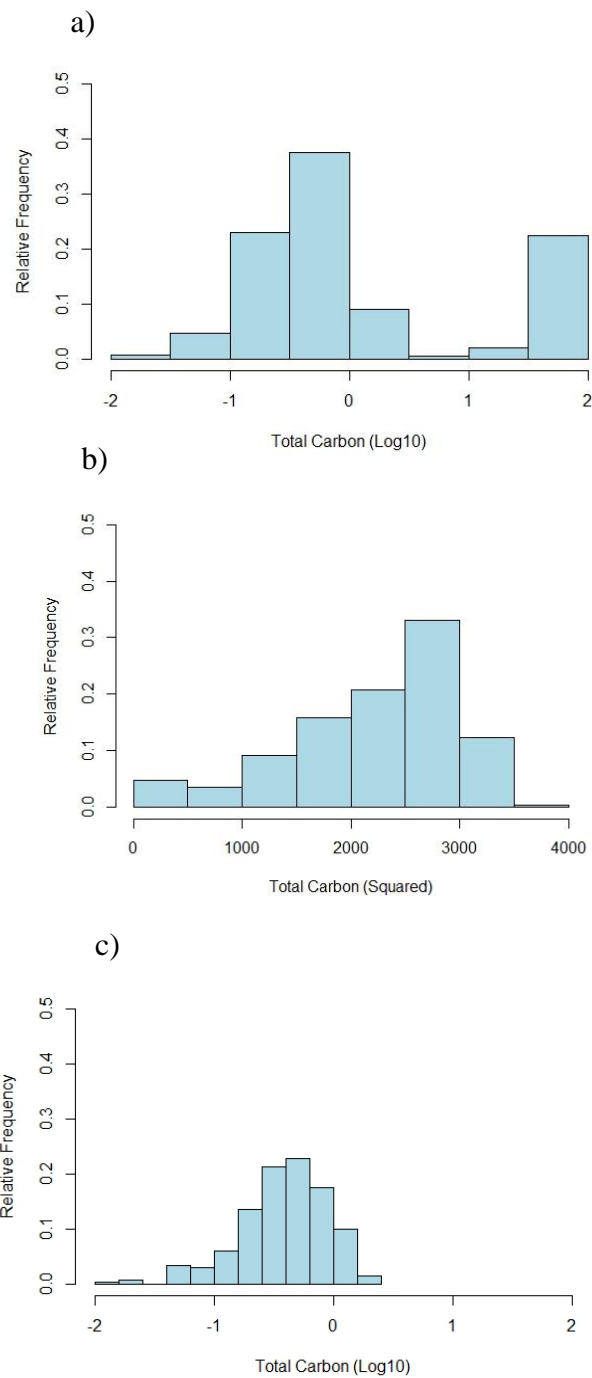 a)
0.5
0.4
0.3
0.2
0.1
0.0
Relative Frequency
-2 -1 0 1 2
Total Carbon (Log10)
b)
0.5
0.4
0.3
0.2
0.1
0.0
Relative Frequency
0 1000 2000 3000 4000
Total Carbon (Squared)
c)
0.5
0.4
0.3
0.2
0.1
0.0
Relative Frequency
-2 -1 0 1 2
Total Carbon (Log10)